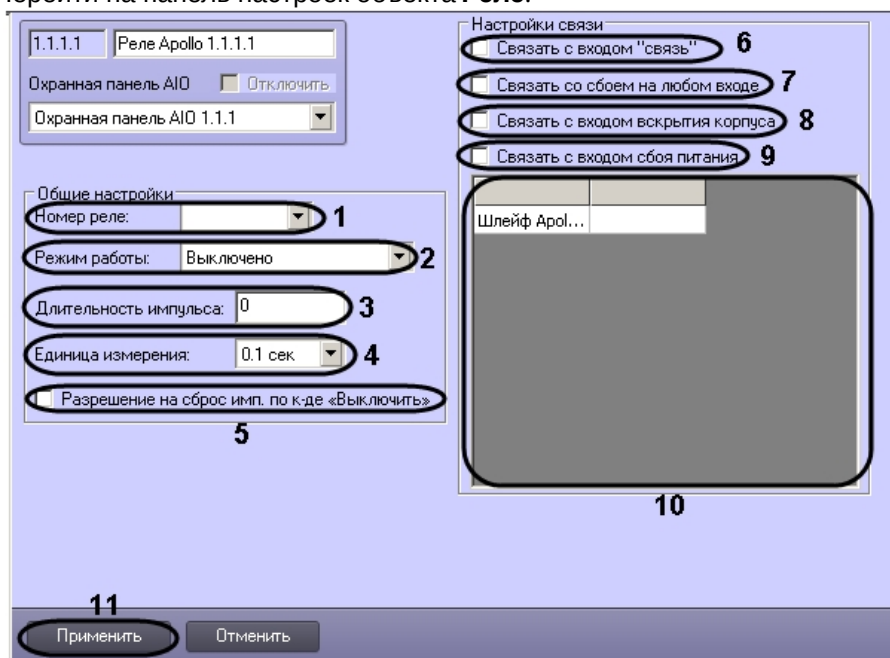 на панель настроек объекта
1.1.1.1 Реле Apollo 1.1.1.1
Охранная панель AIO Отключить
Охранная панель AIO 1.1.1
Общие настройки
Номер реле: 1
Режим работы: Выключено 2
Длительность импульса: 0 3
Единица измерения: 0.1 сек 4
Разрешение на сброс имп. по к-де «Выключить»
5
Настройки связи
Связать с входом "связь" 6
Связать со сбоем на любом входе 7
Связать с входом вскрытия корпуса 8
Связать с входом сбоя питания 9
Шлейф Apol...
10
11
Применить Отменить